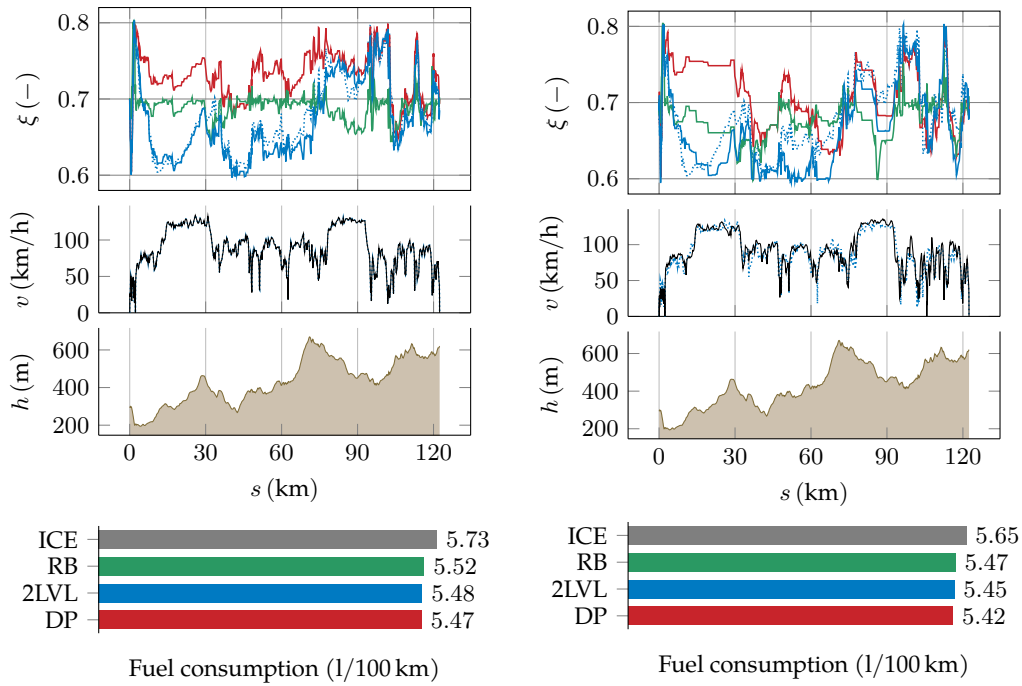 0.8
0.7
0.6
ξ (−)
100
50
0
v (km/h)
600
400
200
h (m)
0 30 60 90 120
s (km)
ICE 5.73
RB 5.52
2LVL 5.48
DP 5.47
Fuel consumption (l/100 km)
0.8
0.7
0.6
ξ (−)
100
50
0
v (km/h)
600
400
200
h (m)
0 30 60 90 120
s (km)
ICE 5.65
RB 5.47
2LVL 5.45
DP 5.42
Fuel consumption (l/100 km)